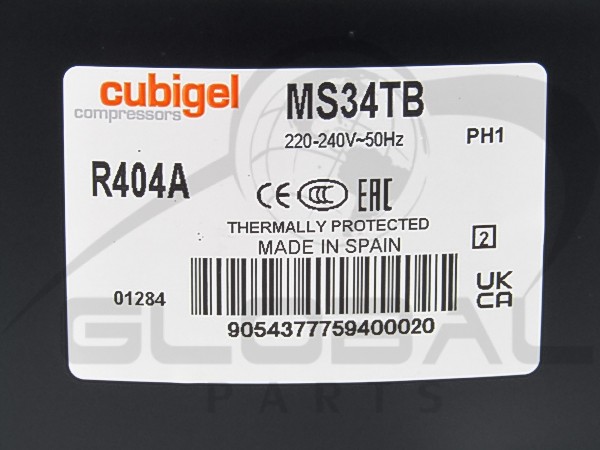 cubigel
compressors
MS34TB
220-240V~50Hz
PH1
R404A
CE CCC EAC
THERMALLY PROTECTED
MADE IN SPAIN
2
01284
UK
CA
9054377759400020
GLOBAL
PARTS